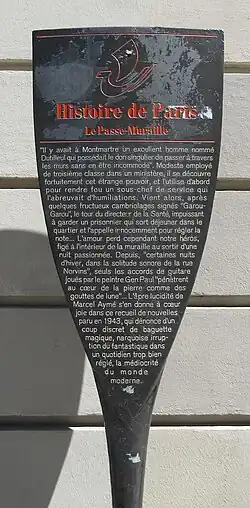 Histoire de Paris
Le Passe-Muraille
"Il y avait à Montmartre un excellent homme nommé
Dutilleul qui possédait le don singulier de passer à travers
les murs sans en être incommodé". Modeste employé
de troisième classe dans un ministère, il se découvre
fortuitement cet étrange pouvoir, et l'utilise d'abord
pour rendre fou un sous-chef de service qui
l'abreuvait d'humiliations. Vient alors, après
quelques fructueux cambriolages signés "Garou-
Garou", le tour du directeur de la Santé, impuissant
à garder un prisonnier qui sort déjeuner dans le
quartier et l'appelle innocemment pour régler la
note... L'amour perd cependant notre héros,
figé à l'intérieur de la muraille au sortir d'une
nuit passionnée. Depuis, "certaines nuits
d'hiver, dans la solitude sonore de la rue
Norvins", seuls les accords de guitare
joués par le peintre Gen Paul "pénètrent
au cœur de la pierre comme des
gouttes de lune"... L'âpre lucidité de
Marcel Aymé s'en donne à cœur
joie dans ce recueil de nouvelles
paru en 1943, qui dénonce d'un
coup discret de baguette
magique, narquoise irrup-
tion du fantastique dans
un quotidien trop bien
réglé, la médiocrité
du monde
moderne.